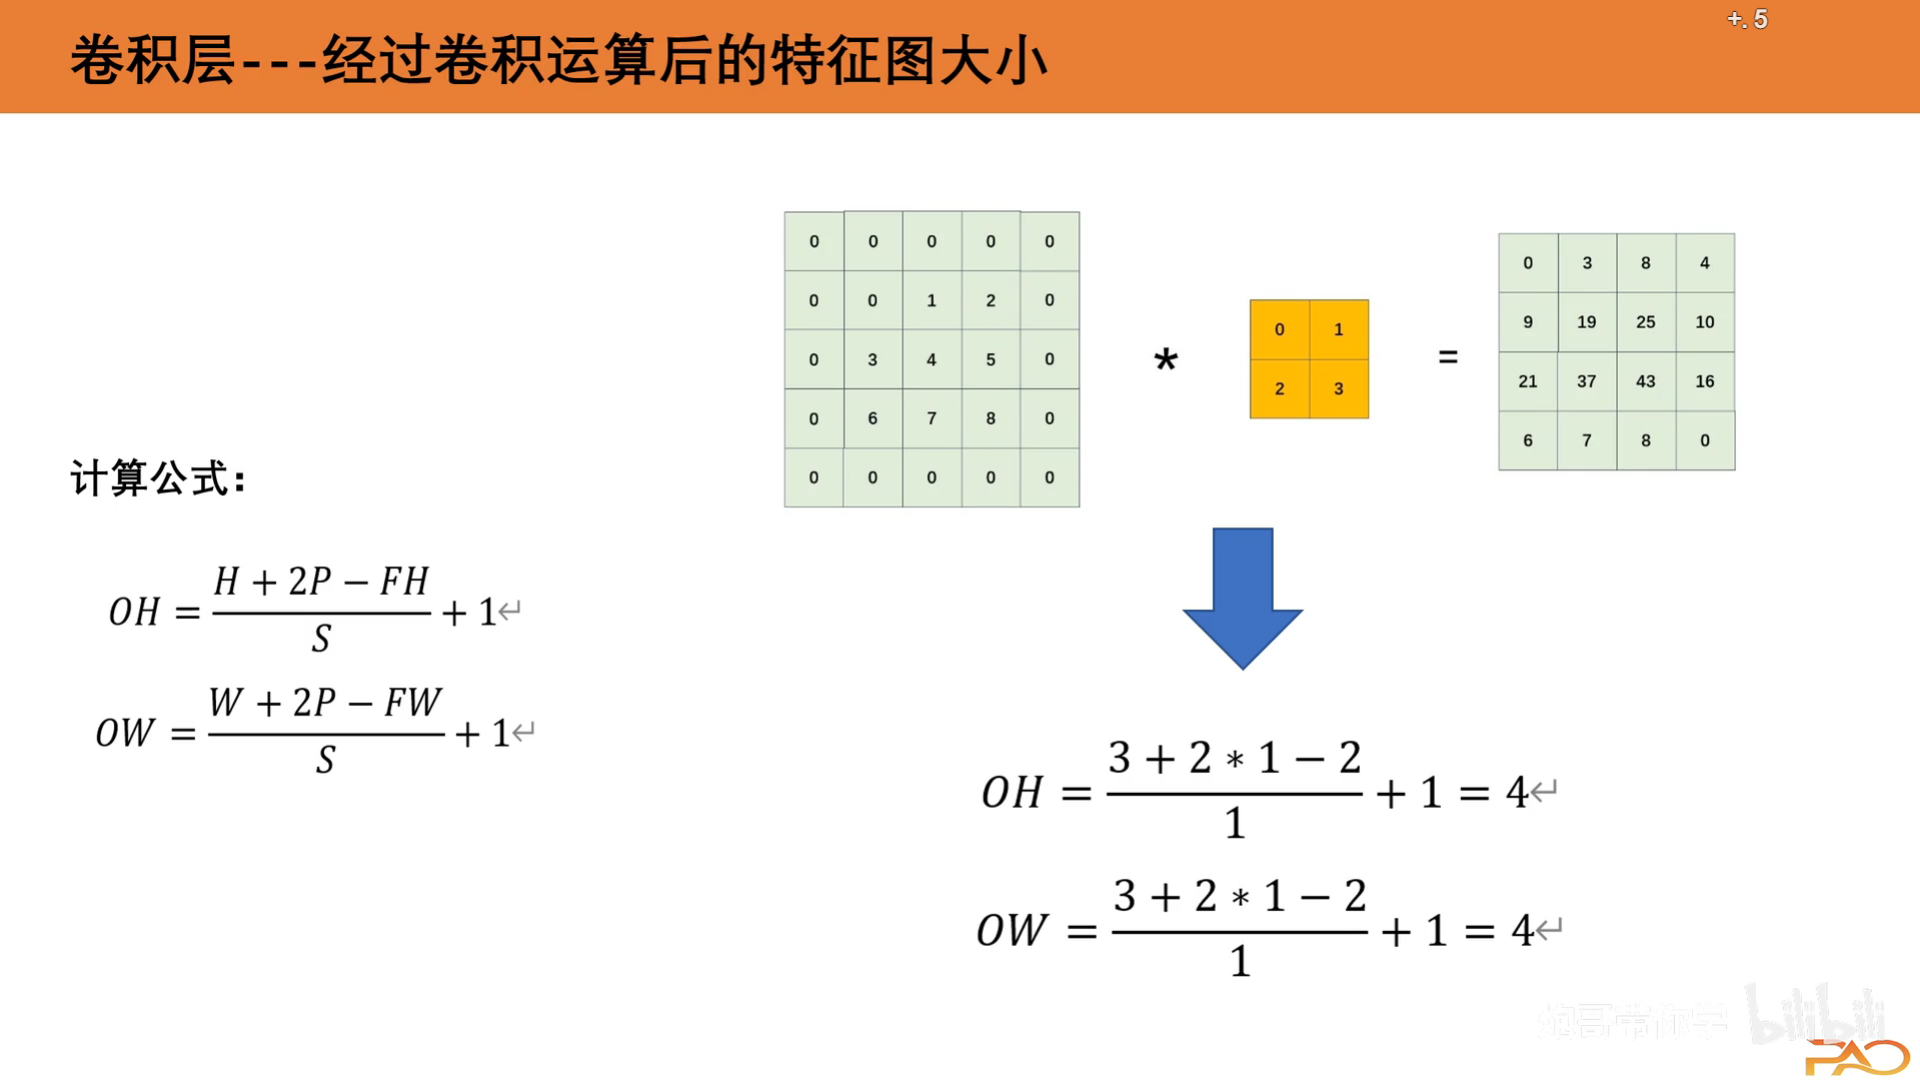 +. 5
卷积层---经过卷积运算后的特征图大小
0 0 0 0 0
0 0 1 2 0
0 3 4 5 0
0 6 7 8 0
0 0 0 0 0
*
0 1
2 3
=
0 3 8 4
9 19 25 10
21 37 43 16
6 7 8 0
计算公式:
OH = \frac{H + 2P − FH}{S} + 1↵
OW = \frac{W + 2P − FW}{S} + 1↵
OH = \frac{3 + 2 ∗ 1 − 2}{1} + 1 = 4↵
OW = \frac{3 + 2 ∗ 1 − 2}{1} + 1 = 4↵
炮哥带你学 bilibili
PAO